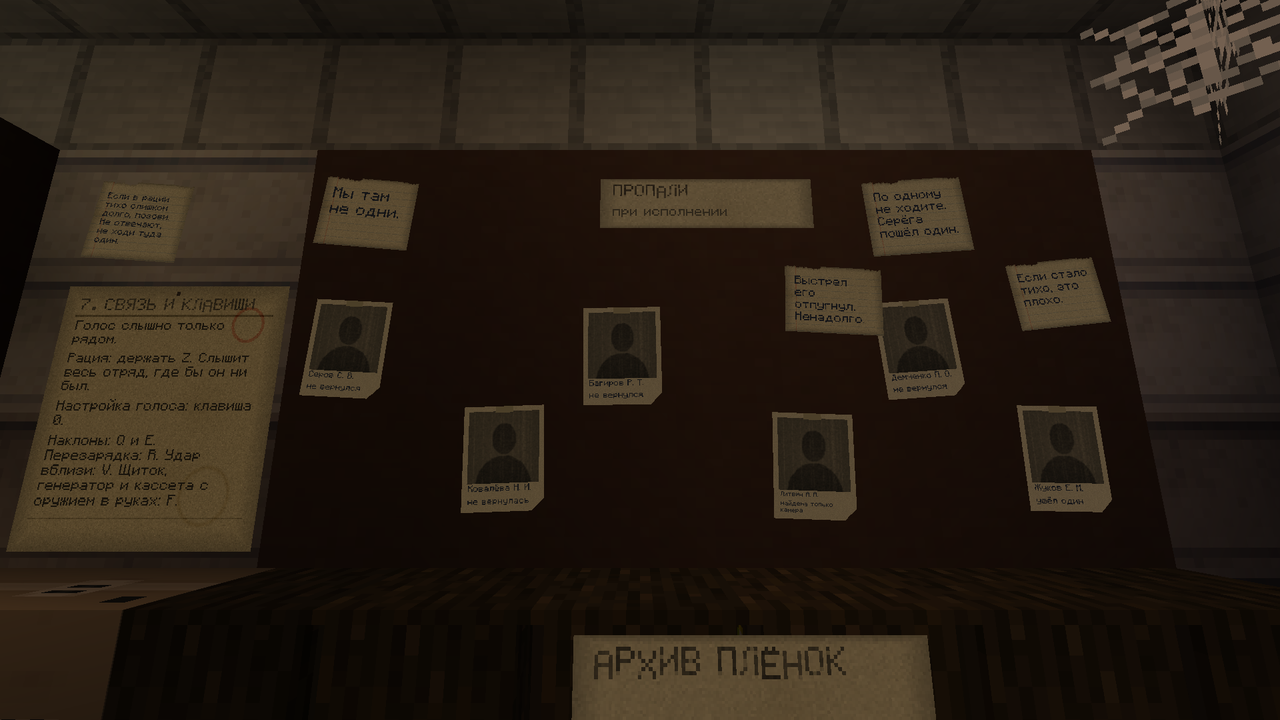 Если в рации
тихо слишком
долго, позови.
Не отвечают,
не ходи туда
один.
7. СВЯЗЬ И КЛАВИШИ
Голос слышно только
рядом.
Рация: держать Z. Слышит
весь отряд, где бы он ни
был.
Настройка голоса: клавиша
0.
Наклоны: Q и E.
Перезарядка: R. Удар
вблизи: V. Щиток,
генератор и кассета с
оружием в руках: F.
Мы там
не одни.
ПРОПАЛИ
при исполнении
По одному
не ходите.
Серёга
пошёл один.
Выстрел
его
отпугнул.
Ненадолго.
Если стало
тихо, это
плохо.
не вернулся
Багиров Р. Т.
не вернулся
Демченко П. О.
не вернулся
Ковалёва Н. И.
не вернулась
найдена только
камера
Жуков Е. М.
ушёл один
АРХИВ ПЛЁНОК